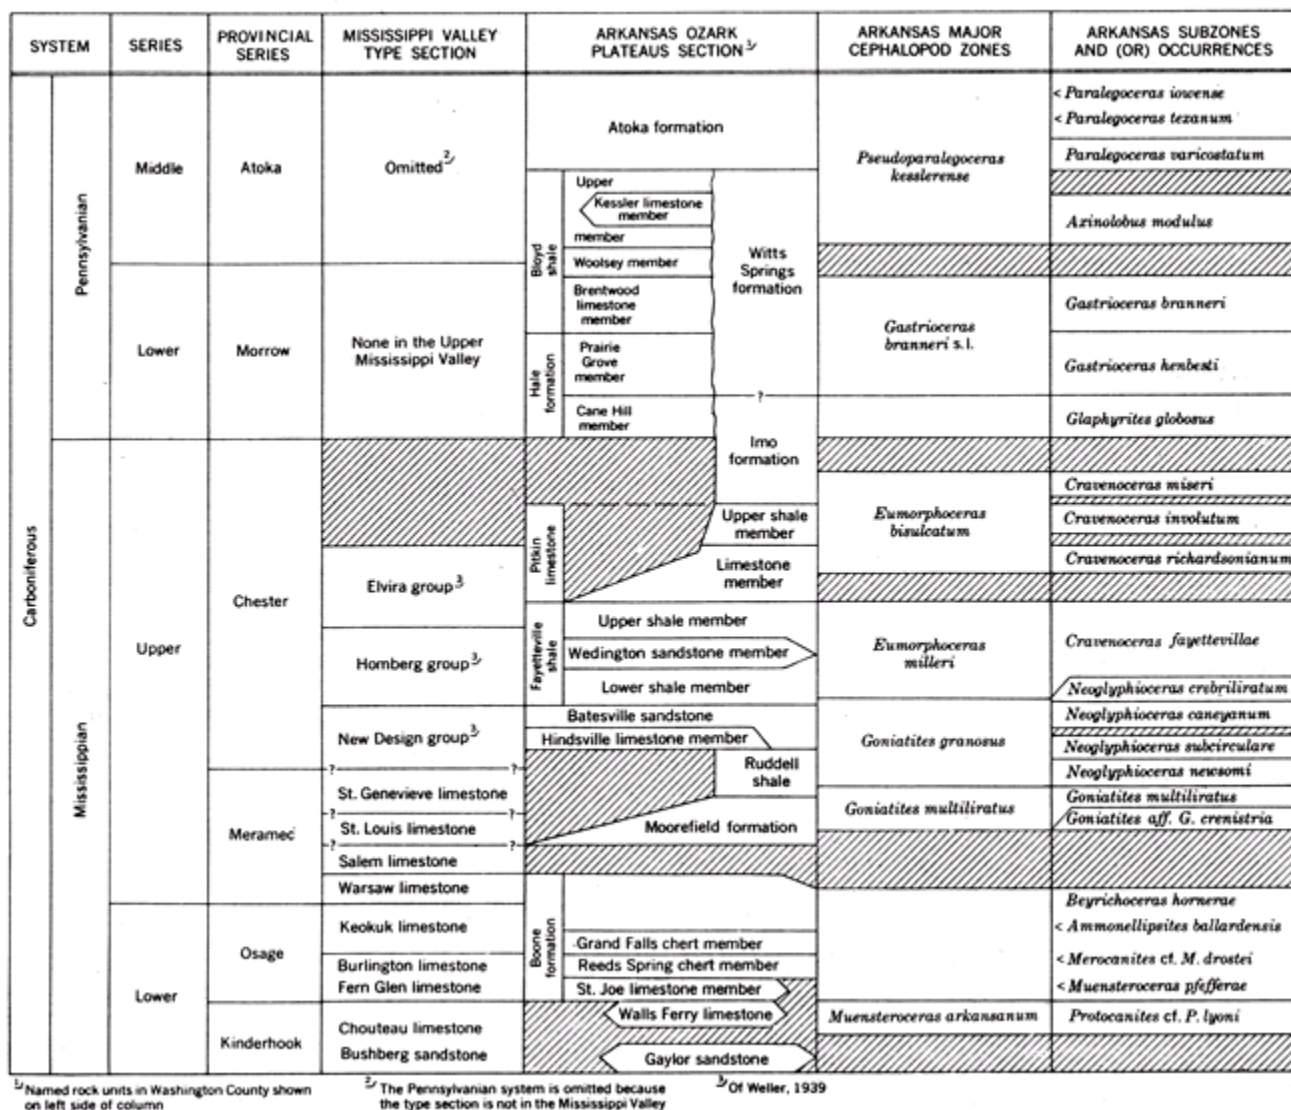 SYSTEM
SERIES
PROVINCIAL
SERIES
MISSISSIPPI VALLEY
TYPE SECTION
ARKANSAS OZARK
PLATEAUS SECTION 3/
ARKANSAS MAJOR
CEPHALOPOD ZONES
ARKANSAS SUBZONES
AND (OR) OCCURRENCES
Carboniferous
Pennsylvanian
Mississippian
Middle
Lower
Upper
Lower
Atoka
Morrow
Chester
Meramec
Osage
Kinderhook
Omitted 2/
None in the Upper
Mississippi Valley
Elvira group 3/
Homberg group 3/
New Design group 3/
? ?
St. Genevieve limestone
? ?
St. Louis limestone
? ?
Salem limestone
Warsaw limestone
Keokuk limestone
Burlington limestone
Fern Glen limestone
Chouteau limestone
Bushberg sandstone
Atoka formation
Bloyd
shale
Upper
Kessler limestone
member
member
Woolsey member
Brentwood
limestone
member
Hale
formation
Prairie
Grove
member
Cane Hill
member
Witts
Springs
formation
?
Imo
formation
Pitkin
limestone
Upper shale
member
Limestone
member
Fayetteville
shale
Upper shale member
Wedington sandstone member
Lower shale member
Batesville sandstone
Hindsville limestone member
Ruddell
shale
Moorefield formation
Boone
formation
Grand Falls chert member
Reeds Spring chert member
St. Joe limestone member
Walls Ferry limestone
Gaylor sandstone
Pseudoparalegoceras
kesslerense
Gastrioceras
branneri s.l.
Eumorphoceras
bisulcatum
Eumorphoceras
milleri
Goniatites granosus
Goniatites multiliratus
Muensteroceras arkansanum
< Paralegoceras iowense
< Paralegoceras texanum
Paralegoceras varicostatum
Axinolobus modulus
Gastrioceras branneri
Gastrioceras henbesti
Glaphyrites globosus
Cravenoceras miseri
Cravenoceras involutum
Cravenoceras richardsonianum
Cravenoceras fayettevillae
Neoglyphioceras crebriliratum
Neoglyphioceras caneyanum
Neoglyphioceras subcirculare
Neoglyphioceras newsomi
Goniatites multiliratus
Goniatites aff. G. crenistria
Beyrichoceras hornerae
< Ammonellipsites ballardensis
< Merocanites cf. M. drostei
< Muensteroceras pfefferae
Protocanites cf. P. lyoni
1/ Named rock units in Washington County shown
on left side of column
2/ The Pennsylvanian system is omitted because
the type section is not in the Mississippi Valley
3/ Of Weller, 1939